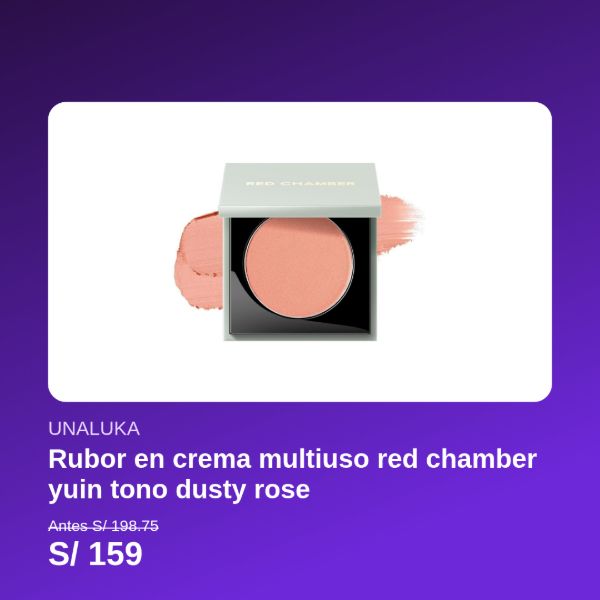 RED CHAMBER
UNALUKA
Rubor en crema multiuso red chamber
yuin tono dusty rose
Antes S/ 198.75
S/ 159